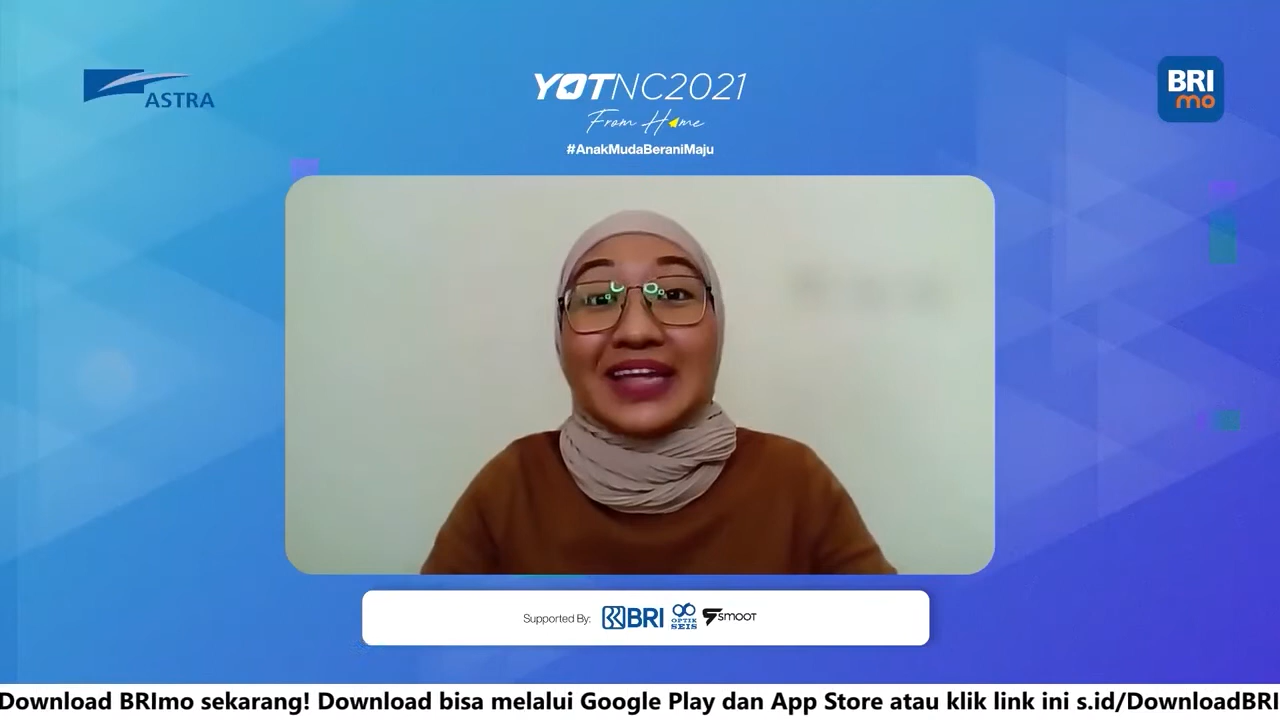 ASTRA
YOTNC2021
From Home
#AnakMudaBeraniMaju
BRI
mo
Supported By: BRI OPTIK SEIS SMOOT
Download BRImo sekarang! Download bisa melalui Google Play dan App Store atau klik link ini s.id/DownloadBRI